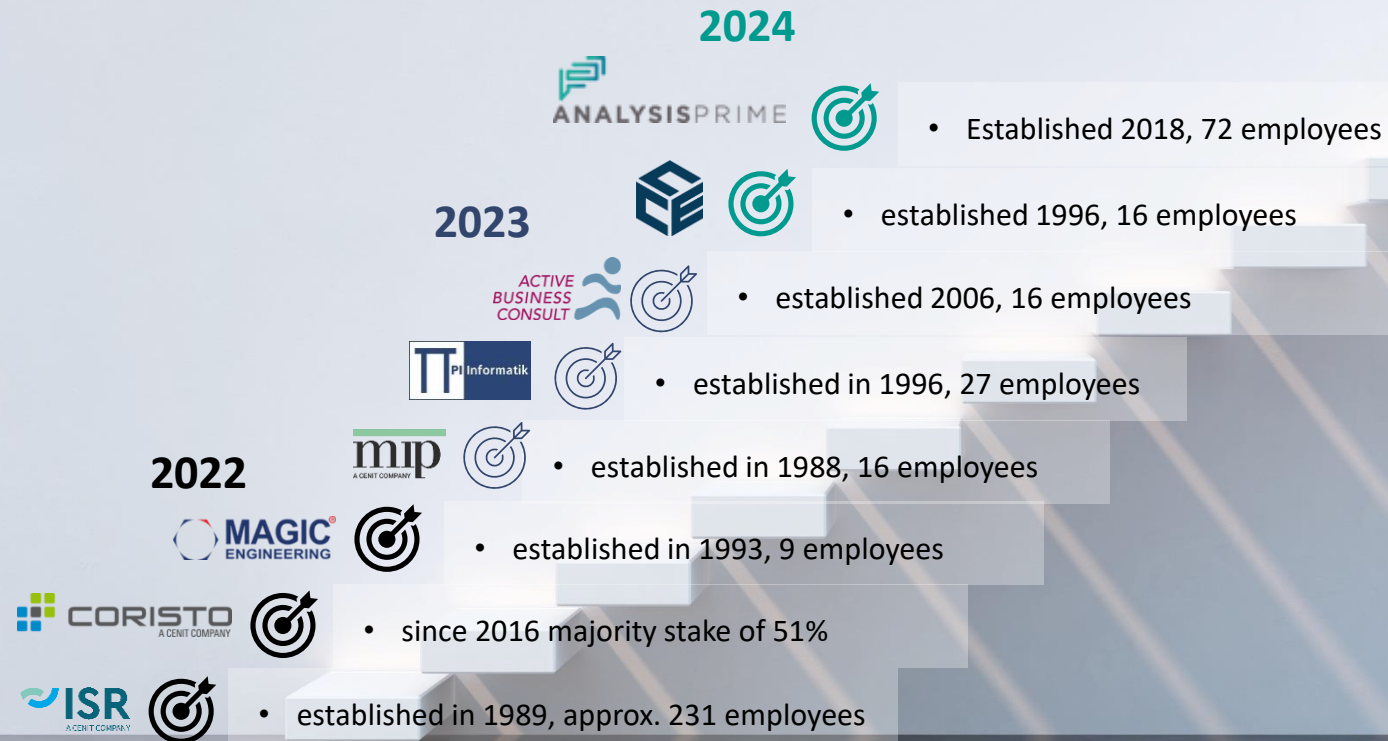 2024
ANALYSISPRIME
• Established 2018, 72 employees
CCE
• established 1996, 16 employees
2023
ACTIVE
BUSINESS
CONSULT
• established 2006, 16 employees
TT PI Informatik
• established in 1996, 27 employees
mip
A CENIT COMPANY
• established in 1988, 16 employees
2022
MAGIC®
ENGINEERING
• established in 1993, 9 employees
CORISTO
A CENIT COMPANY
• since 2016 majority stake of 51%
ISR
A CENIT COMPANY
• established in 1989, approx. 231 employees